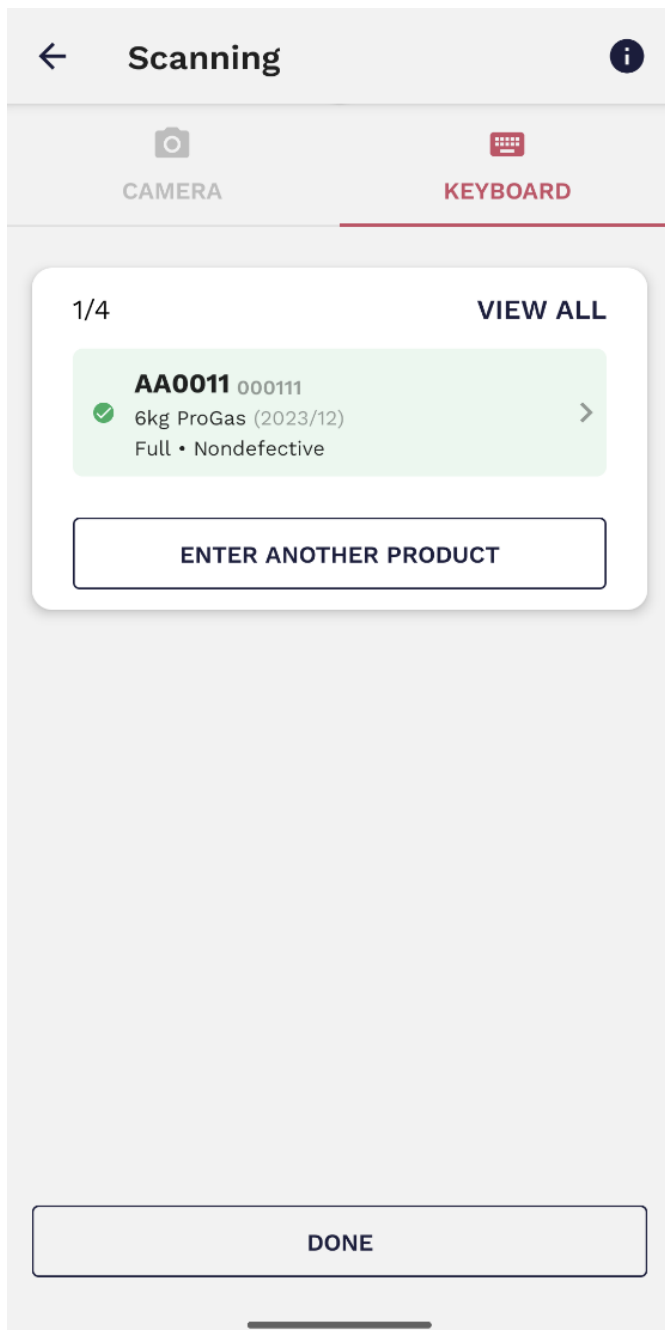 Scanning
CAMERA
KEYBOARD
1/4
VIEW ALL
AA0011 000111
6kg ProGas (2023/12)
Full • Nondefective
ENTER ANOTHER PRODUCT
DONE